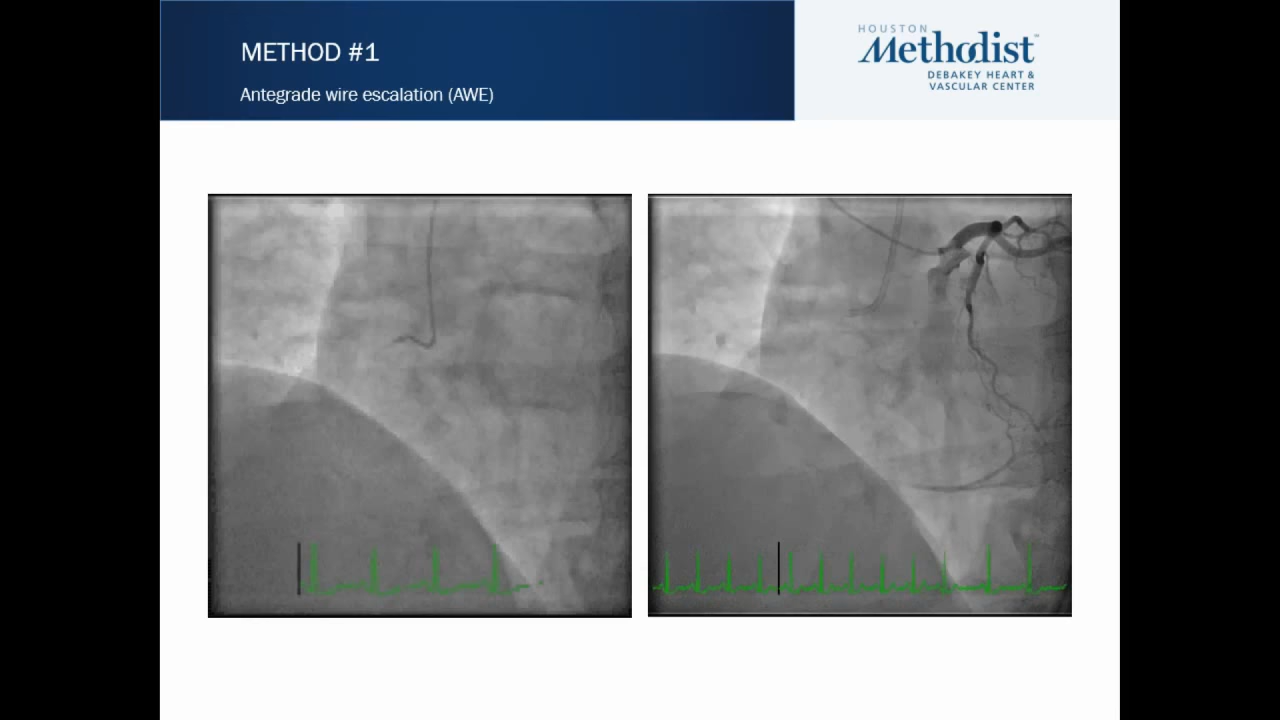 METHOD #1
Antegrade wire escalation (AWE)
HOUSTON
Methodist
DEBAKEY HEART &
VASCULAR CENTER